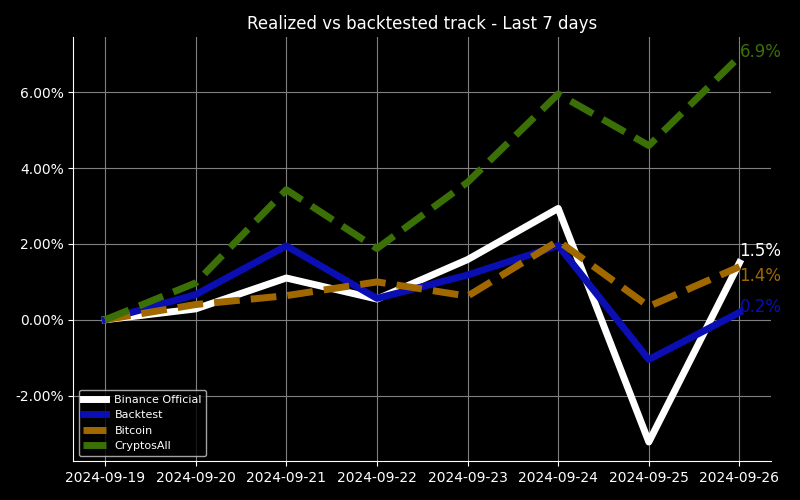 Realized vs backtested track - Last 7 days
6.9%
6.00%
4.00%
2.00%
1.5%
1.4%
0.2%
0.00%
-2.00%
Binance Official
Backtest
Bitcoin
CryptosAll
2024-09-19 2024-09-20 2024-09-21 2024-09-22 2024-09-23 2024-09-24 2024-09-25 2024-09-26